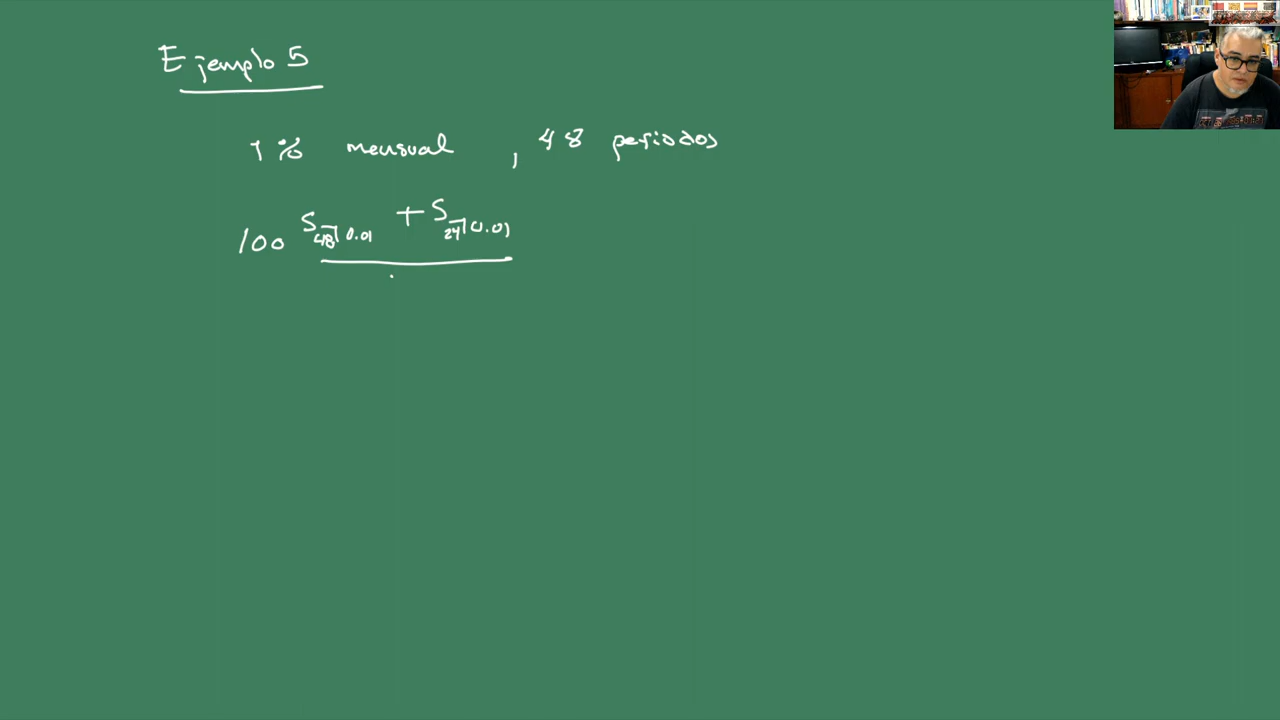 Ejemplo 5
1% mensual , 48 periodos
100 S48|0.01 + S24|0.01